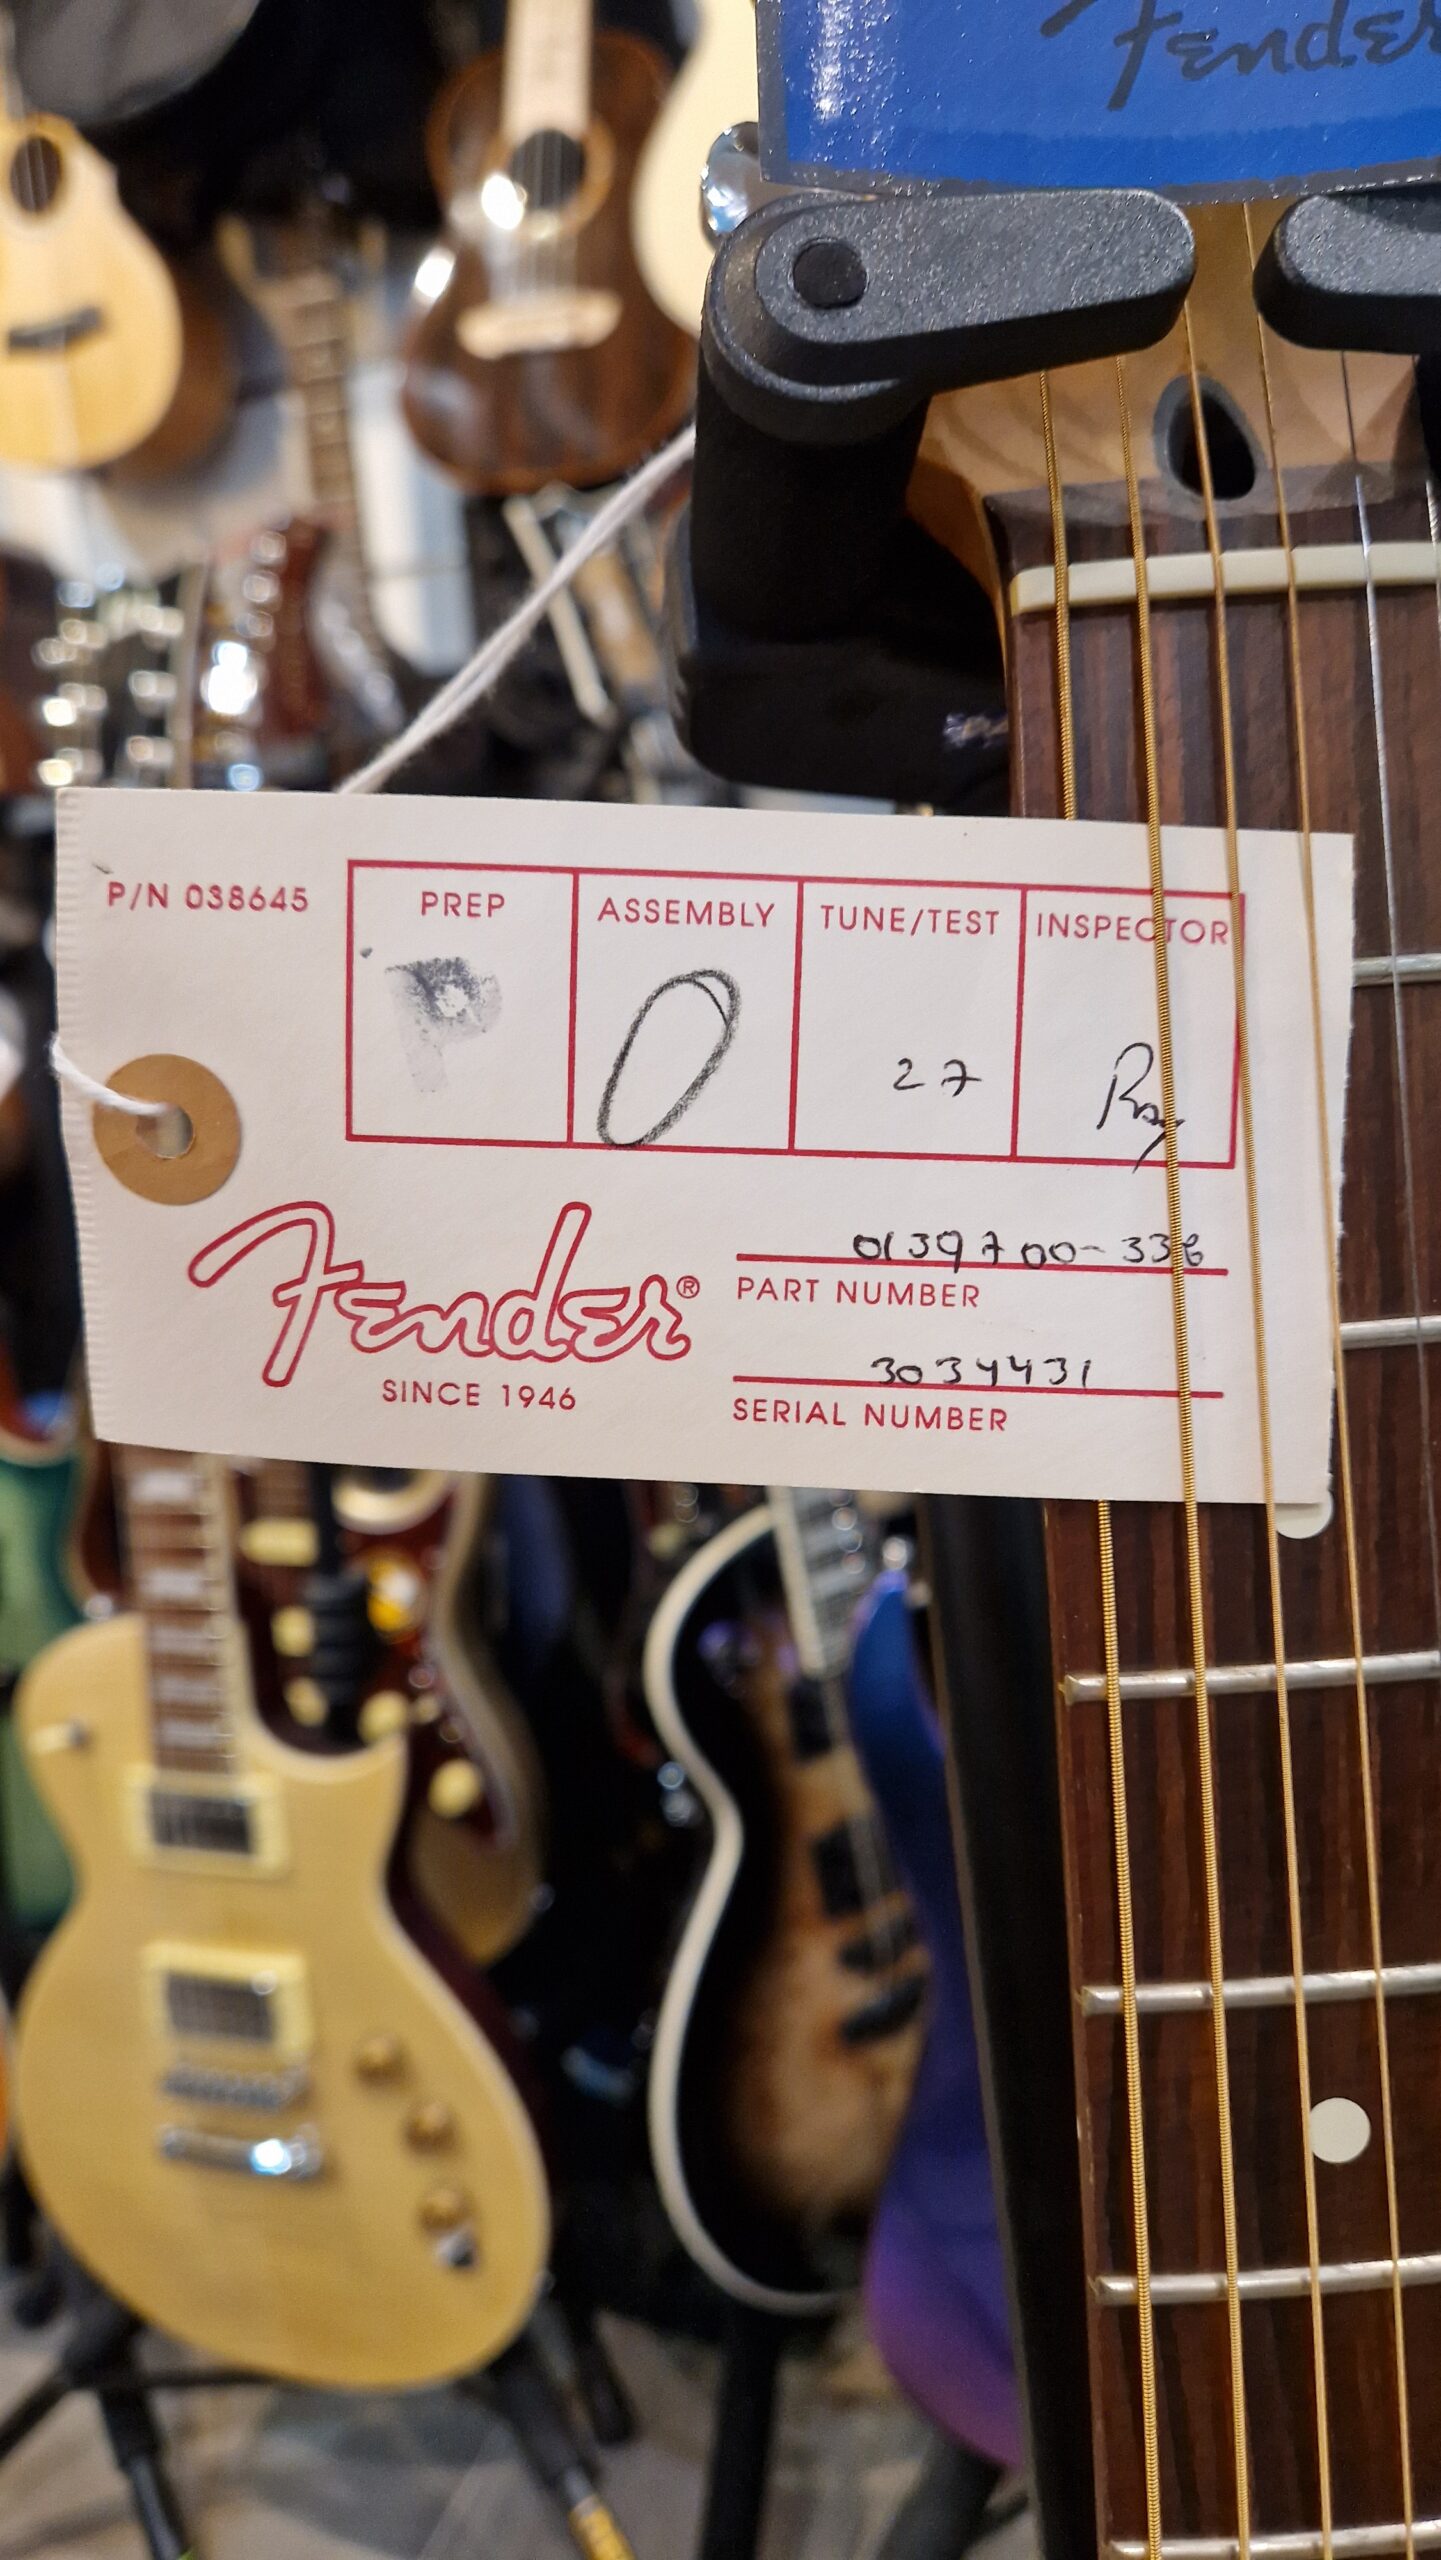 Fender
P/N 038645
PREP ASSEMBLY TUNE/TEST INSPECTOR
P 0 27 Ray
Fender®
SINCE 1946
0139700-336
PART NUMBER
3034431
SERIAL NUMBER